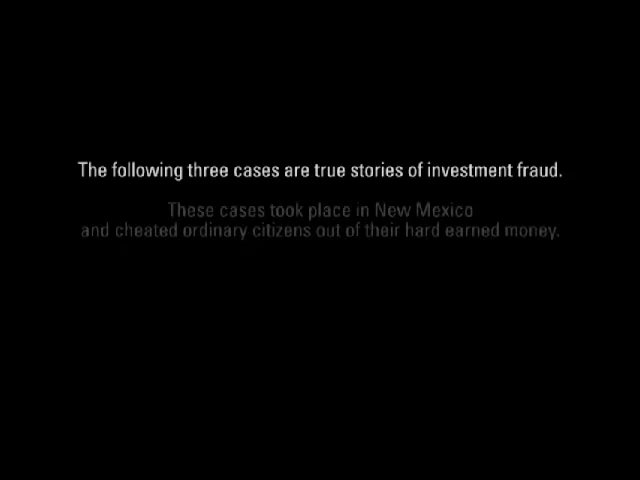 The following three cases are true stories of investment fraud.
These cases took place in New Mexico
and cheated ordinary citizens out of their hard earned money.